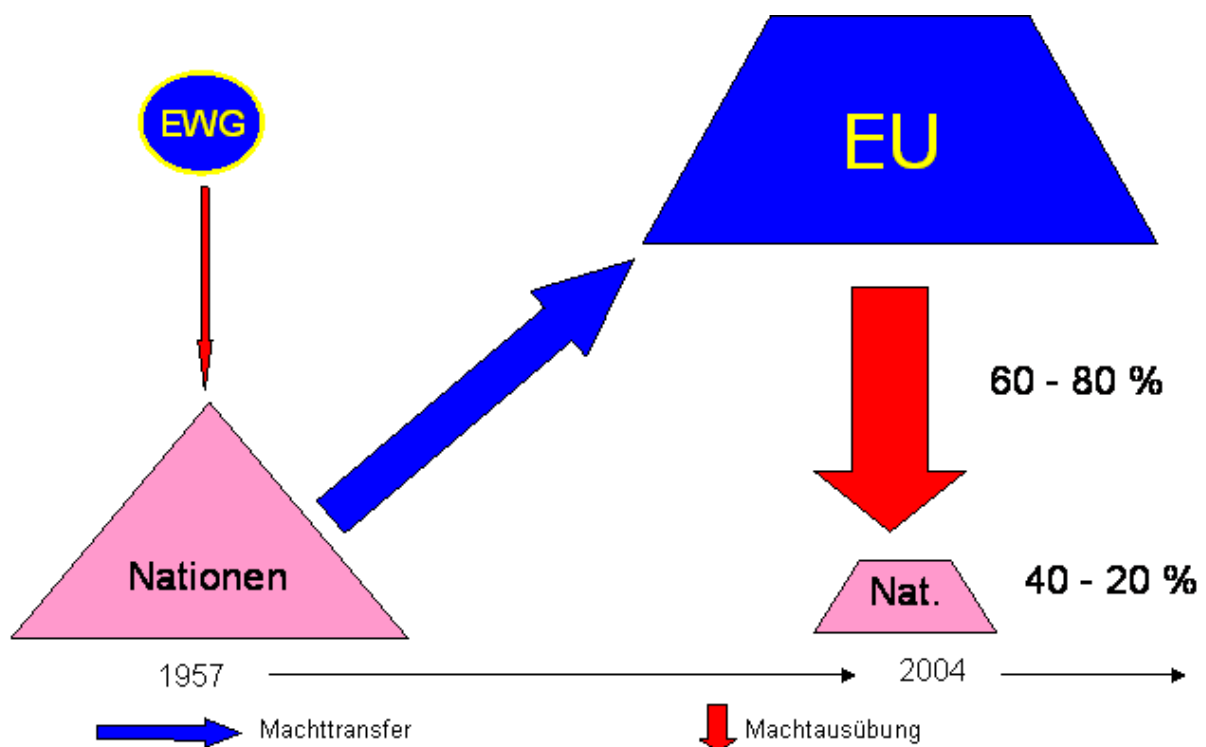 EWG
EU
60 - 80 %
Nationen
Nat.
40 - 20 %
1957
2004
Machttransfer
Machtausübung